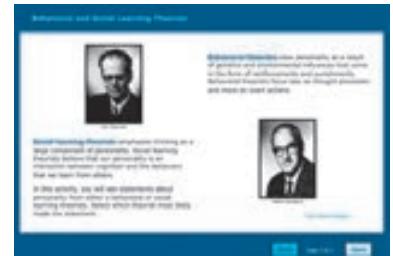 Behavioral and Social Learning Theories
Behavioral theorists view personality as a result
of genetics and environmental influences that come
in the form of reinforcements and punishments.
Behavioral theorists focus less on thought processes
and more on overt actions.
Social learning theorists emphasize thinking as a
large component of personality. Social learning
theorists believe that our personality is an
interaction between cognition and the behaviors
that we learn from others.
In this activity, you will see statements about
personality from either a behavioral or social
learning theorist. Select which theorist most likely
made the statement.